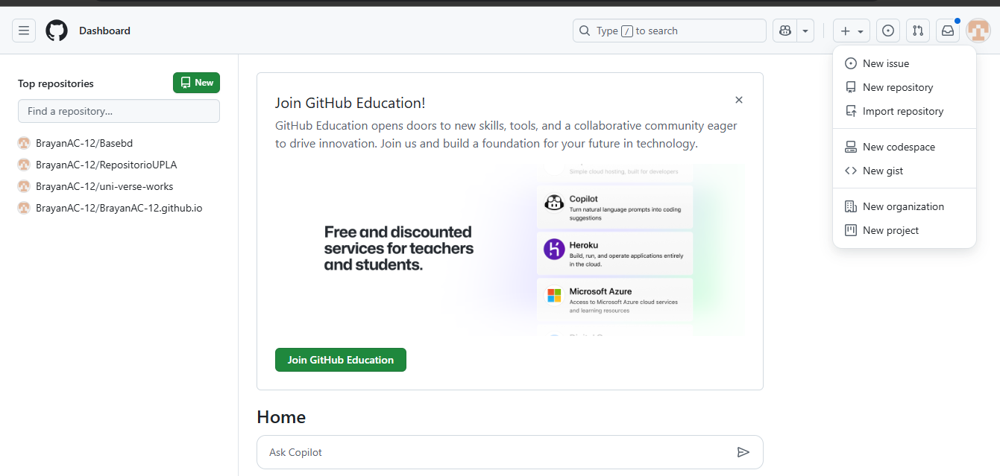 Dashboard
Type / to search
New issue
New repository
Import repository
New codespace
New gist
New organization
New project
Top repositories
New
Find a repository...
BrayanAC-12/Basebd
BrayanAC-12/RepositorioUPLA
BrayanAC-12/uni-verse-works
BrayanAC-12/BrayanAC-12.github.io
Join GitHub Education!
GitHub Education opens doors to new skills, tools, and a collaborative community eager
to drive innovation. Join us and build a foundation for your future in technology.
Free and discounted
services for teachers
and students.
Simple cloud hosting, built for developers
Copilot
Turn natural language prompts into coding
suggestions
Heroku
Build, run, and operate applications entirely
in the cloud.
Microsoft Azure
Access to Microsoft Azure cloud services
and learning resources
Join GitHub Education
Home
Ask Copilot